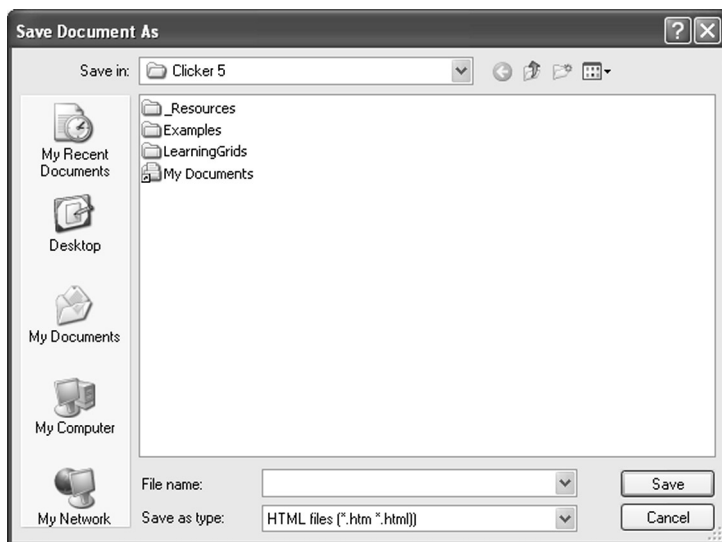 Save Document As
Save in:
Clicker 5
_Resources
Examples
LearningGrids
My Documents
My Recent
Documents
Desktop
My Documents
My Computer
My Network
File name:
Save
Save as type:
HTML files (*.htm *.html))
Cancel